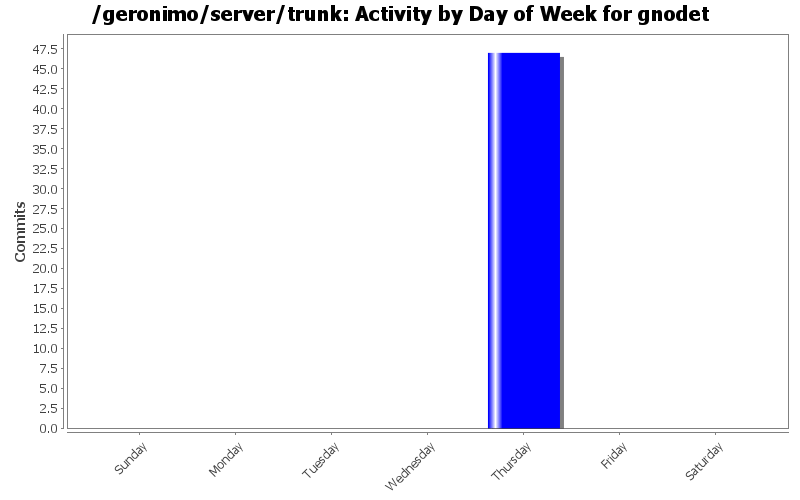 /geronimo/server/trunk: Activity by Day of Week for gnodet
47.5
45.0
42.5
40.0
37.5
35.0
32.5
30.0
27.5
25.0
22.5
20.0
17.5
15.0
12.5
10.0
7.5
5.0
2.5
0.0
Commits
Sunday
Monday
Tuesday
Wednesday
Thursday
Friday
Saturday